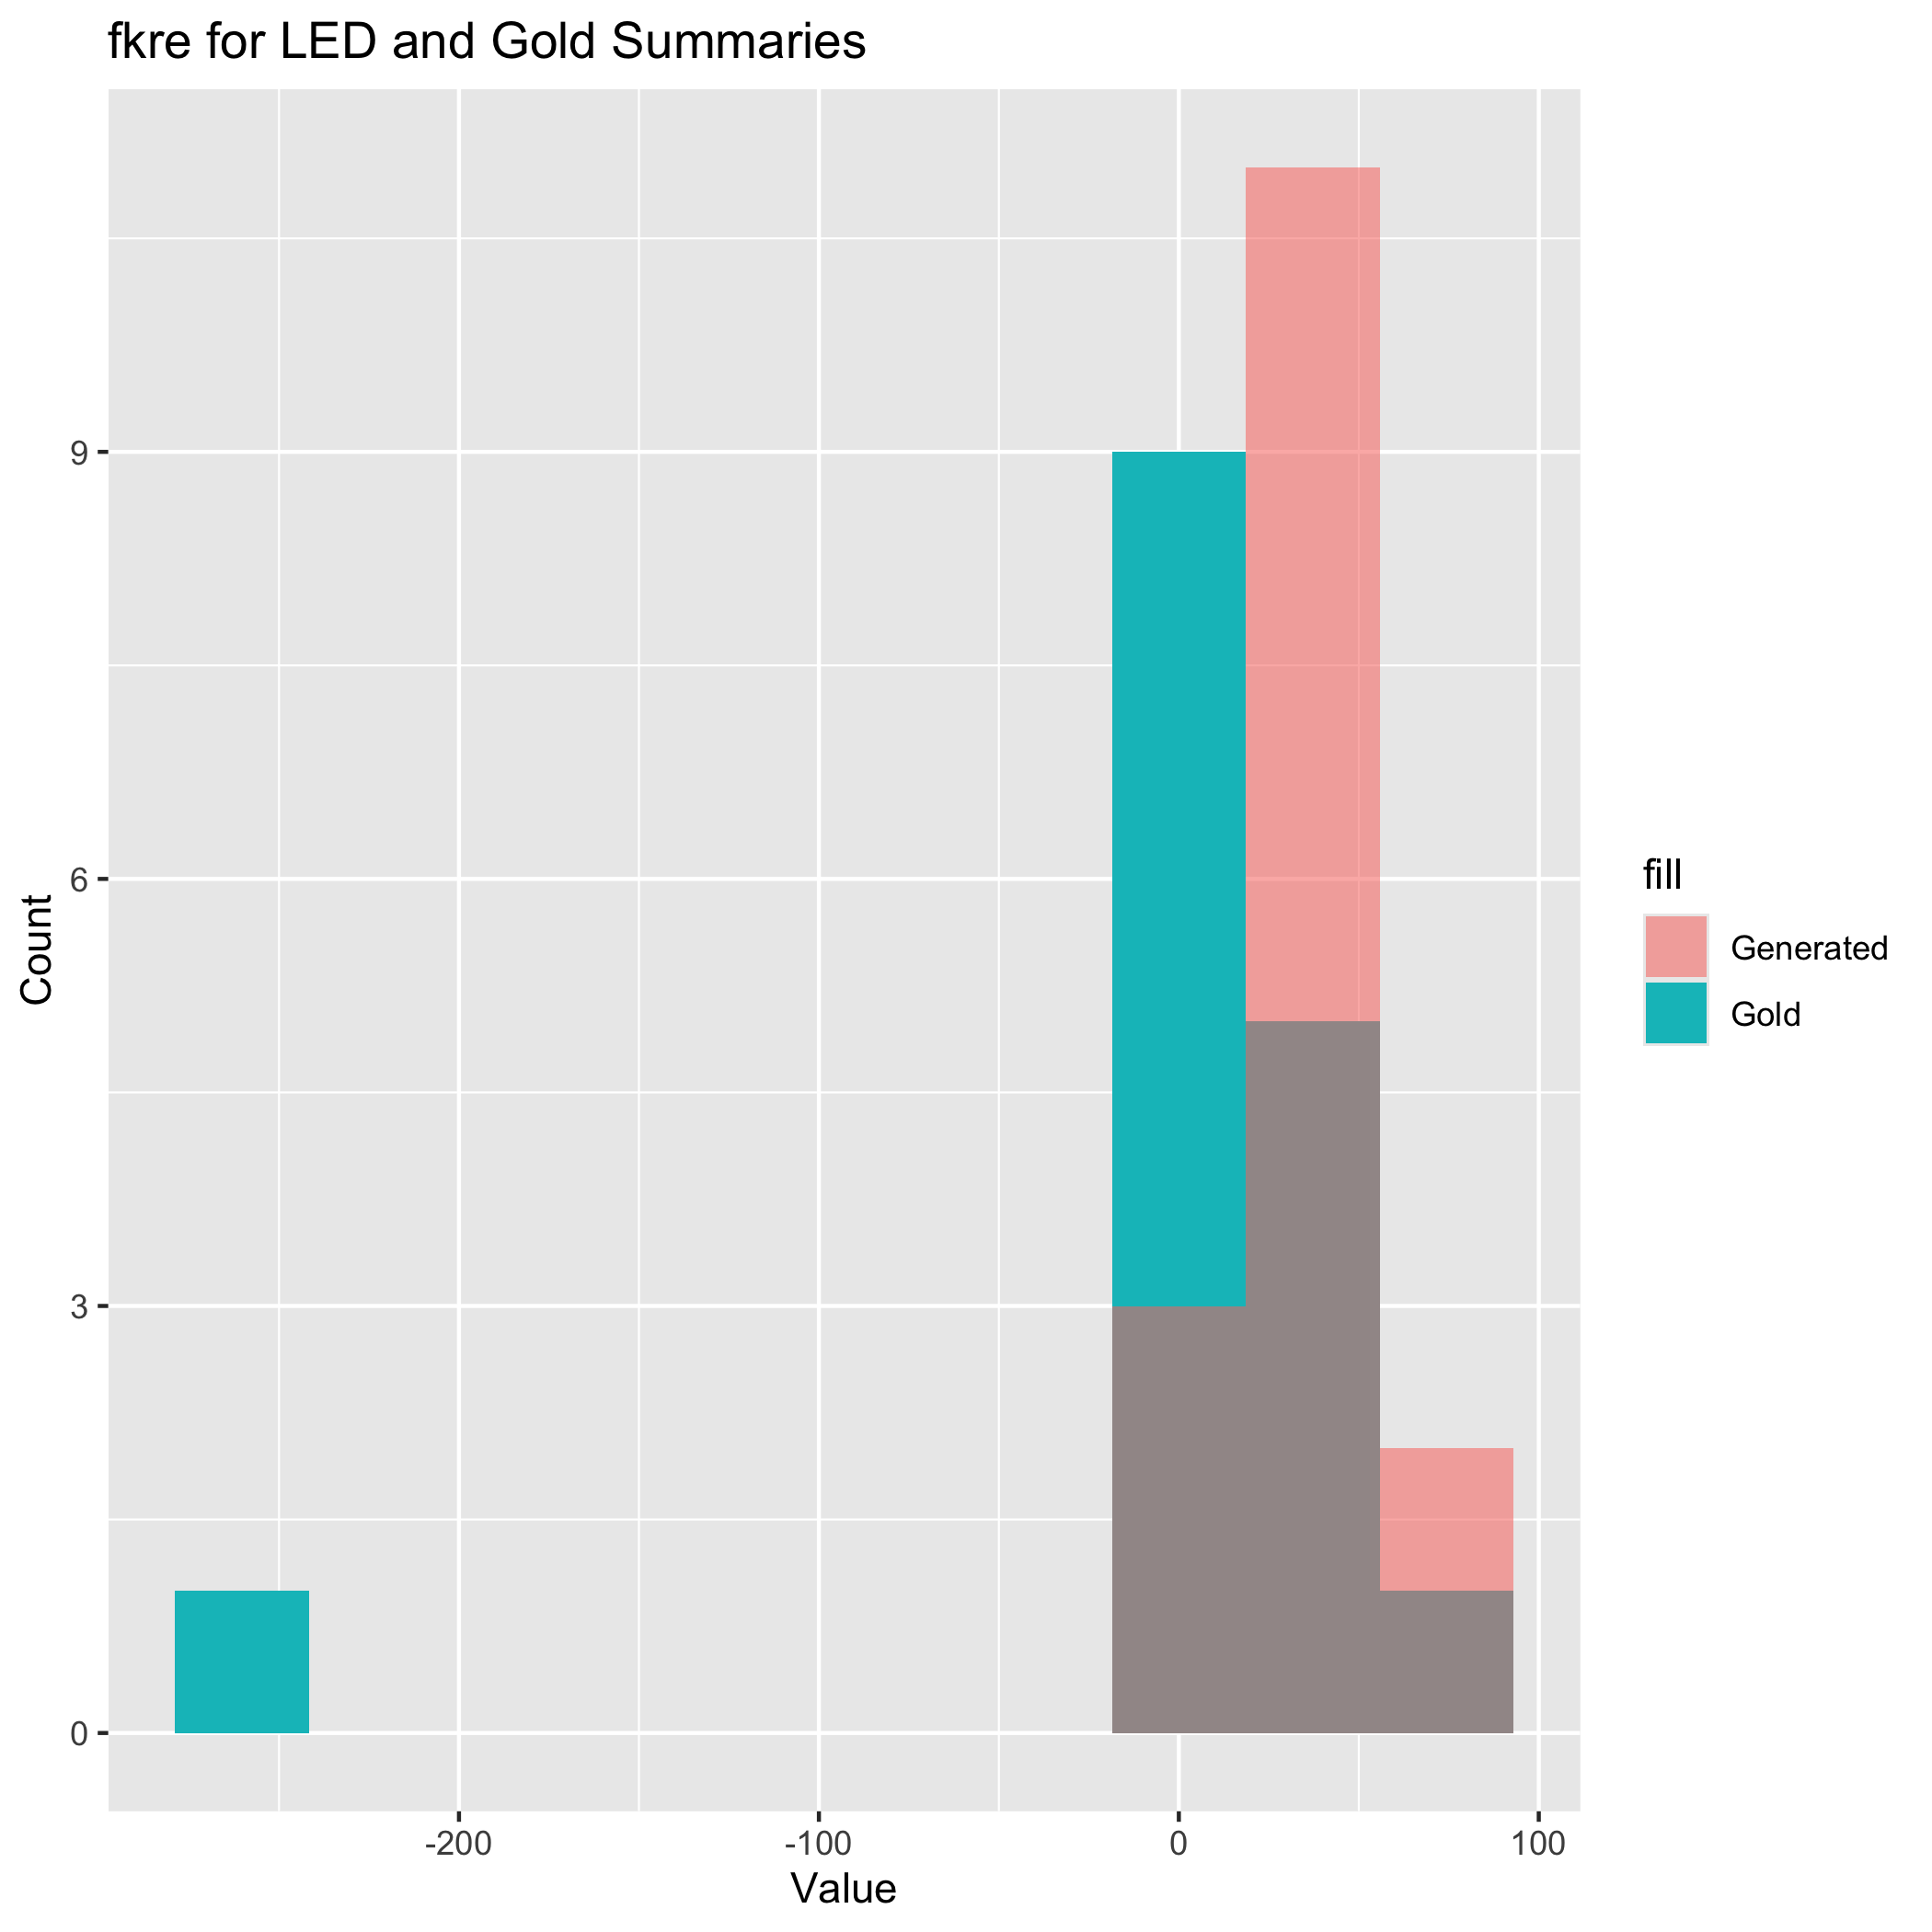 fkre for LED and Gold Summaries
9
6
3
0
Count
-200
-100
0
100
Value
fill
Generated
Gold